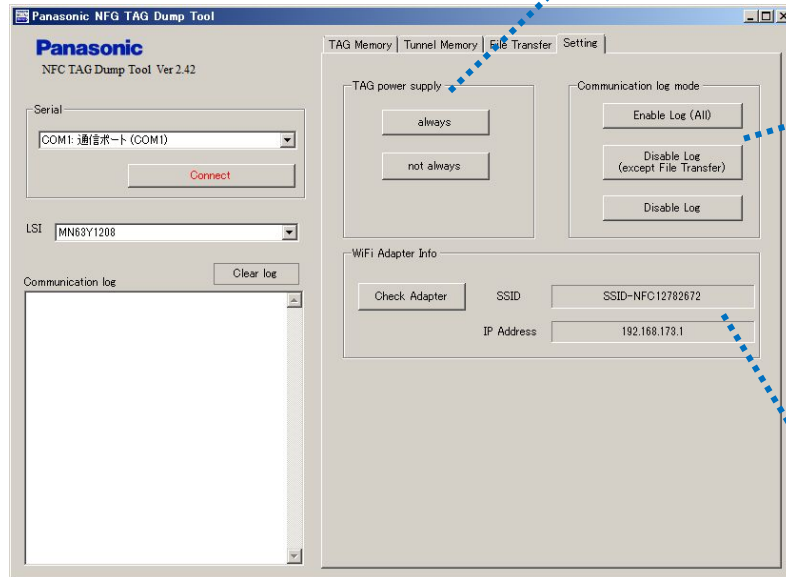 Panasonic NFG TAG Dump Tool
Panasonic
NFC TAG Dump Tool Ver 2.42
Serial
COM1: 通信ポート (COM1)
Connect
LSI
MN63Y1208
Communication log
Clear log
TAG Memory
Tunnel Memory
File Transfer
Setting
TAG power supply
always
not always
Communication log mode
Enable Log (All)
Disable Log
(except File Transfer)
Disable Log
WiFi Adapter Info
Check Adapter
SSID
SSID-NFC12782672
IP Address
192.168.173.1